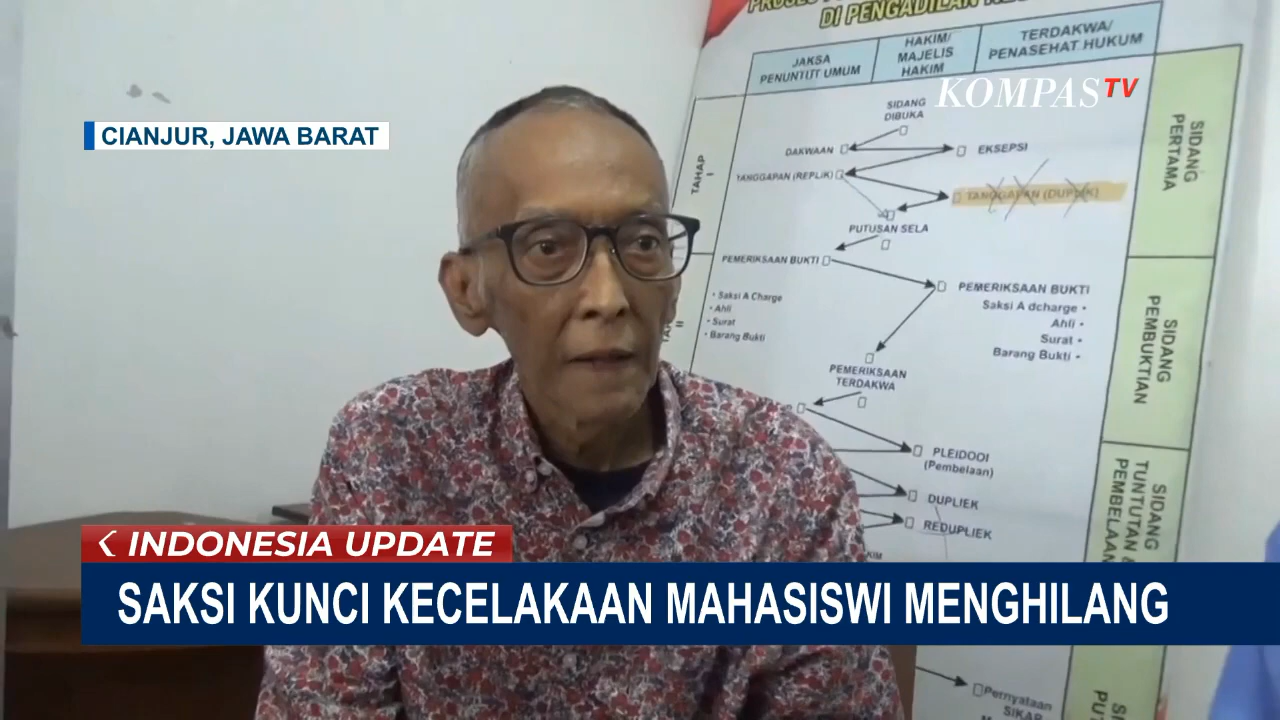 DI PENGADILAN
JAKSA
PENUNTUT UMUM
HAKIM/
MAJELIS
HAKIM
TERDAKWA/
PENASEHAT HUKUM
KOMPASTV
CIANJUR, JAWA BARAT
SIDANG
DIBUKA
SIDANG
PERTAMA
TAHAP
I
DAKWAAN
EKSEPSI
TANGGAPAN (REPLIK)
TANGGAPAN (DUPLIK)
PUTUSAN SELA
PEMERIKSAAN BUKTI
• Saksi A Charge
• Ahli
• Surat
• Barang Bukti
PEMERIKSAAN BUKTI
Saksi A dcharge •
Ahli •
Surat •
Barang Bukti •
SIDANG
PEMBUKTIAN
PEMERIKSAAN
TERDAKWA
PLEIDOOI
(Pembelaan)
DUPLIEK
REDUPLIEK
SIDANG
TUNTUTAN &
PEMBELAAN
INDONESIA UPDATE
SAKSI KUNCI KECELAKAAN MAHASISWI MENGHILANG
Pernyataan
SIKAP